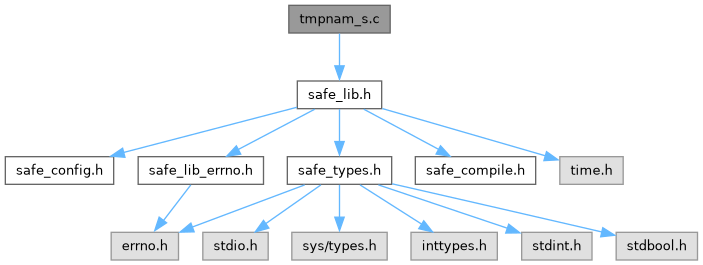 tmpnam_s.c
safe_lib.h
safe_config.h
safe_lib_errno.h
safe_types.h
safe_compile.h
time.h
errno.h
stdio.h
sys/types.h
inttypes.h
stdint.h
stdbool.h